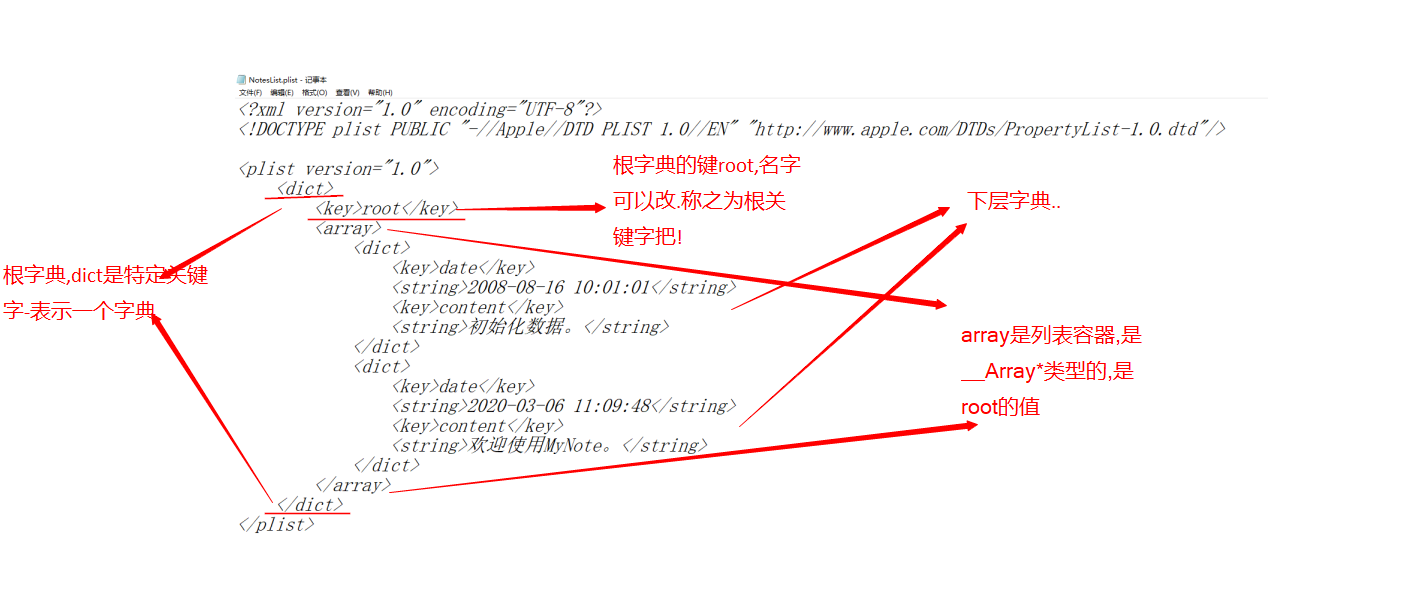 NotesList.plist - 记事本
文件(F) 编辑(E) 格式(O) 查看(V) 帮助(H)
<?xml version="1.0" encoding="UTF-8"?>
<!DOCTYPE plist PUBLIC "-//Apple//DTD PLIST 1.0//EN" "http://www.apple.com/DTDs/PropertyList-1.0.dtd"/>
<plist version="1.0">
<dict>
<key>root</key>
<array>
<dict>
<key>date</key>
<string>2008-08-16 10:01:01</string>
<key>content</key>
<string>初始化数据。</string>
</dict>
<dict>
<key>date</key>
<string>2020-03-06 11:09:48</string>
<key>content</key>
<string>欢迎使用MyNote。</string>
</dict>
</array>
</dict>
</plist>
根字典的键root,名字
可以改.称之为根关
键字把!
下层字典..
根字典,dict是特定关键
字-表示一个字典
array是列表容器,是
__Array*类型的,是
root的值